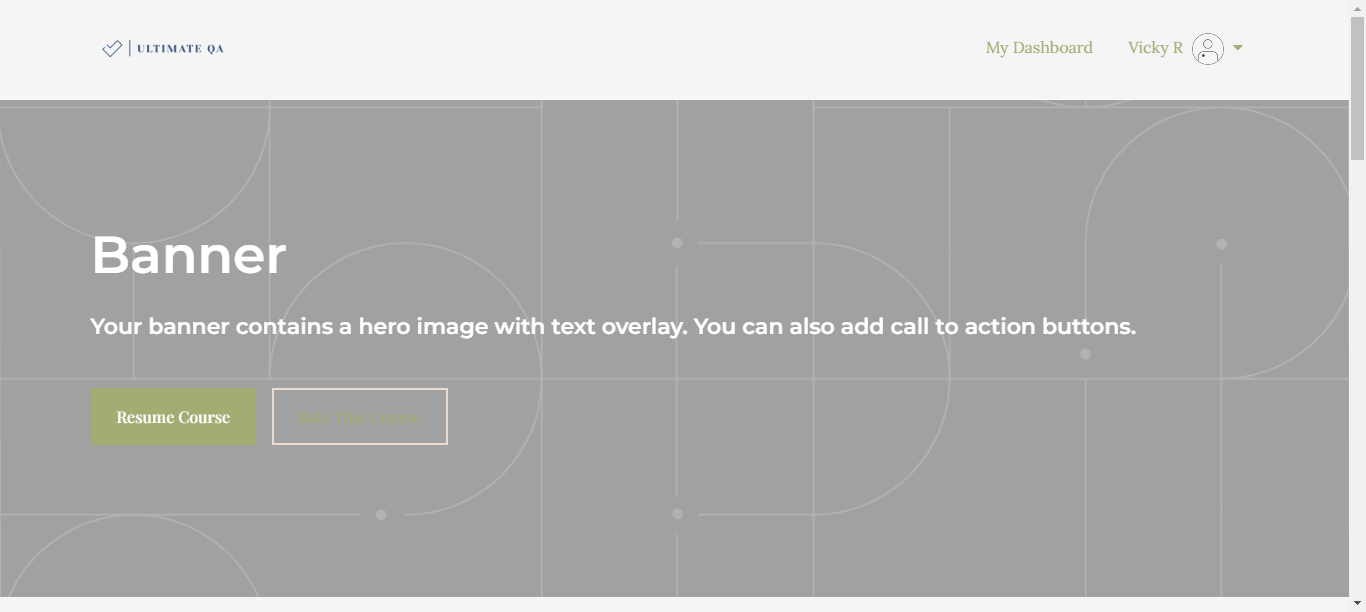 ULTIMATE QA
My Dashboard
Vicky R
Banner
Your banner contains a hero image with text overlay. You can also add call to action buttons.
Resume Course